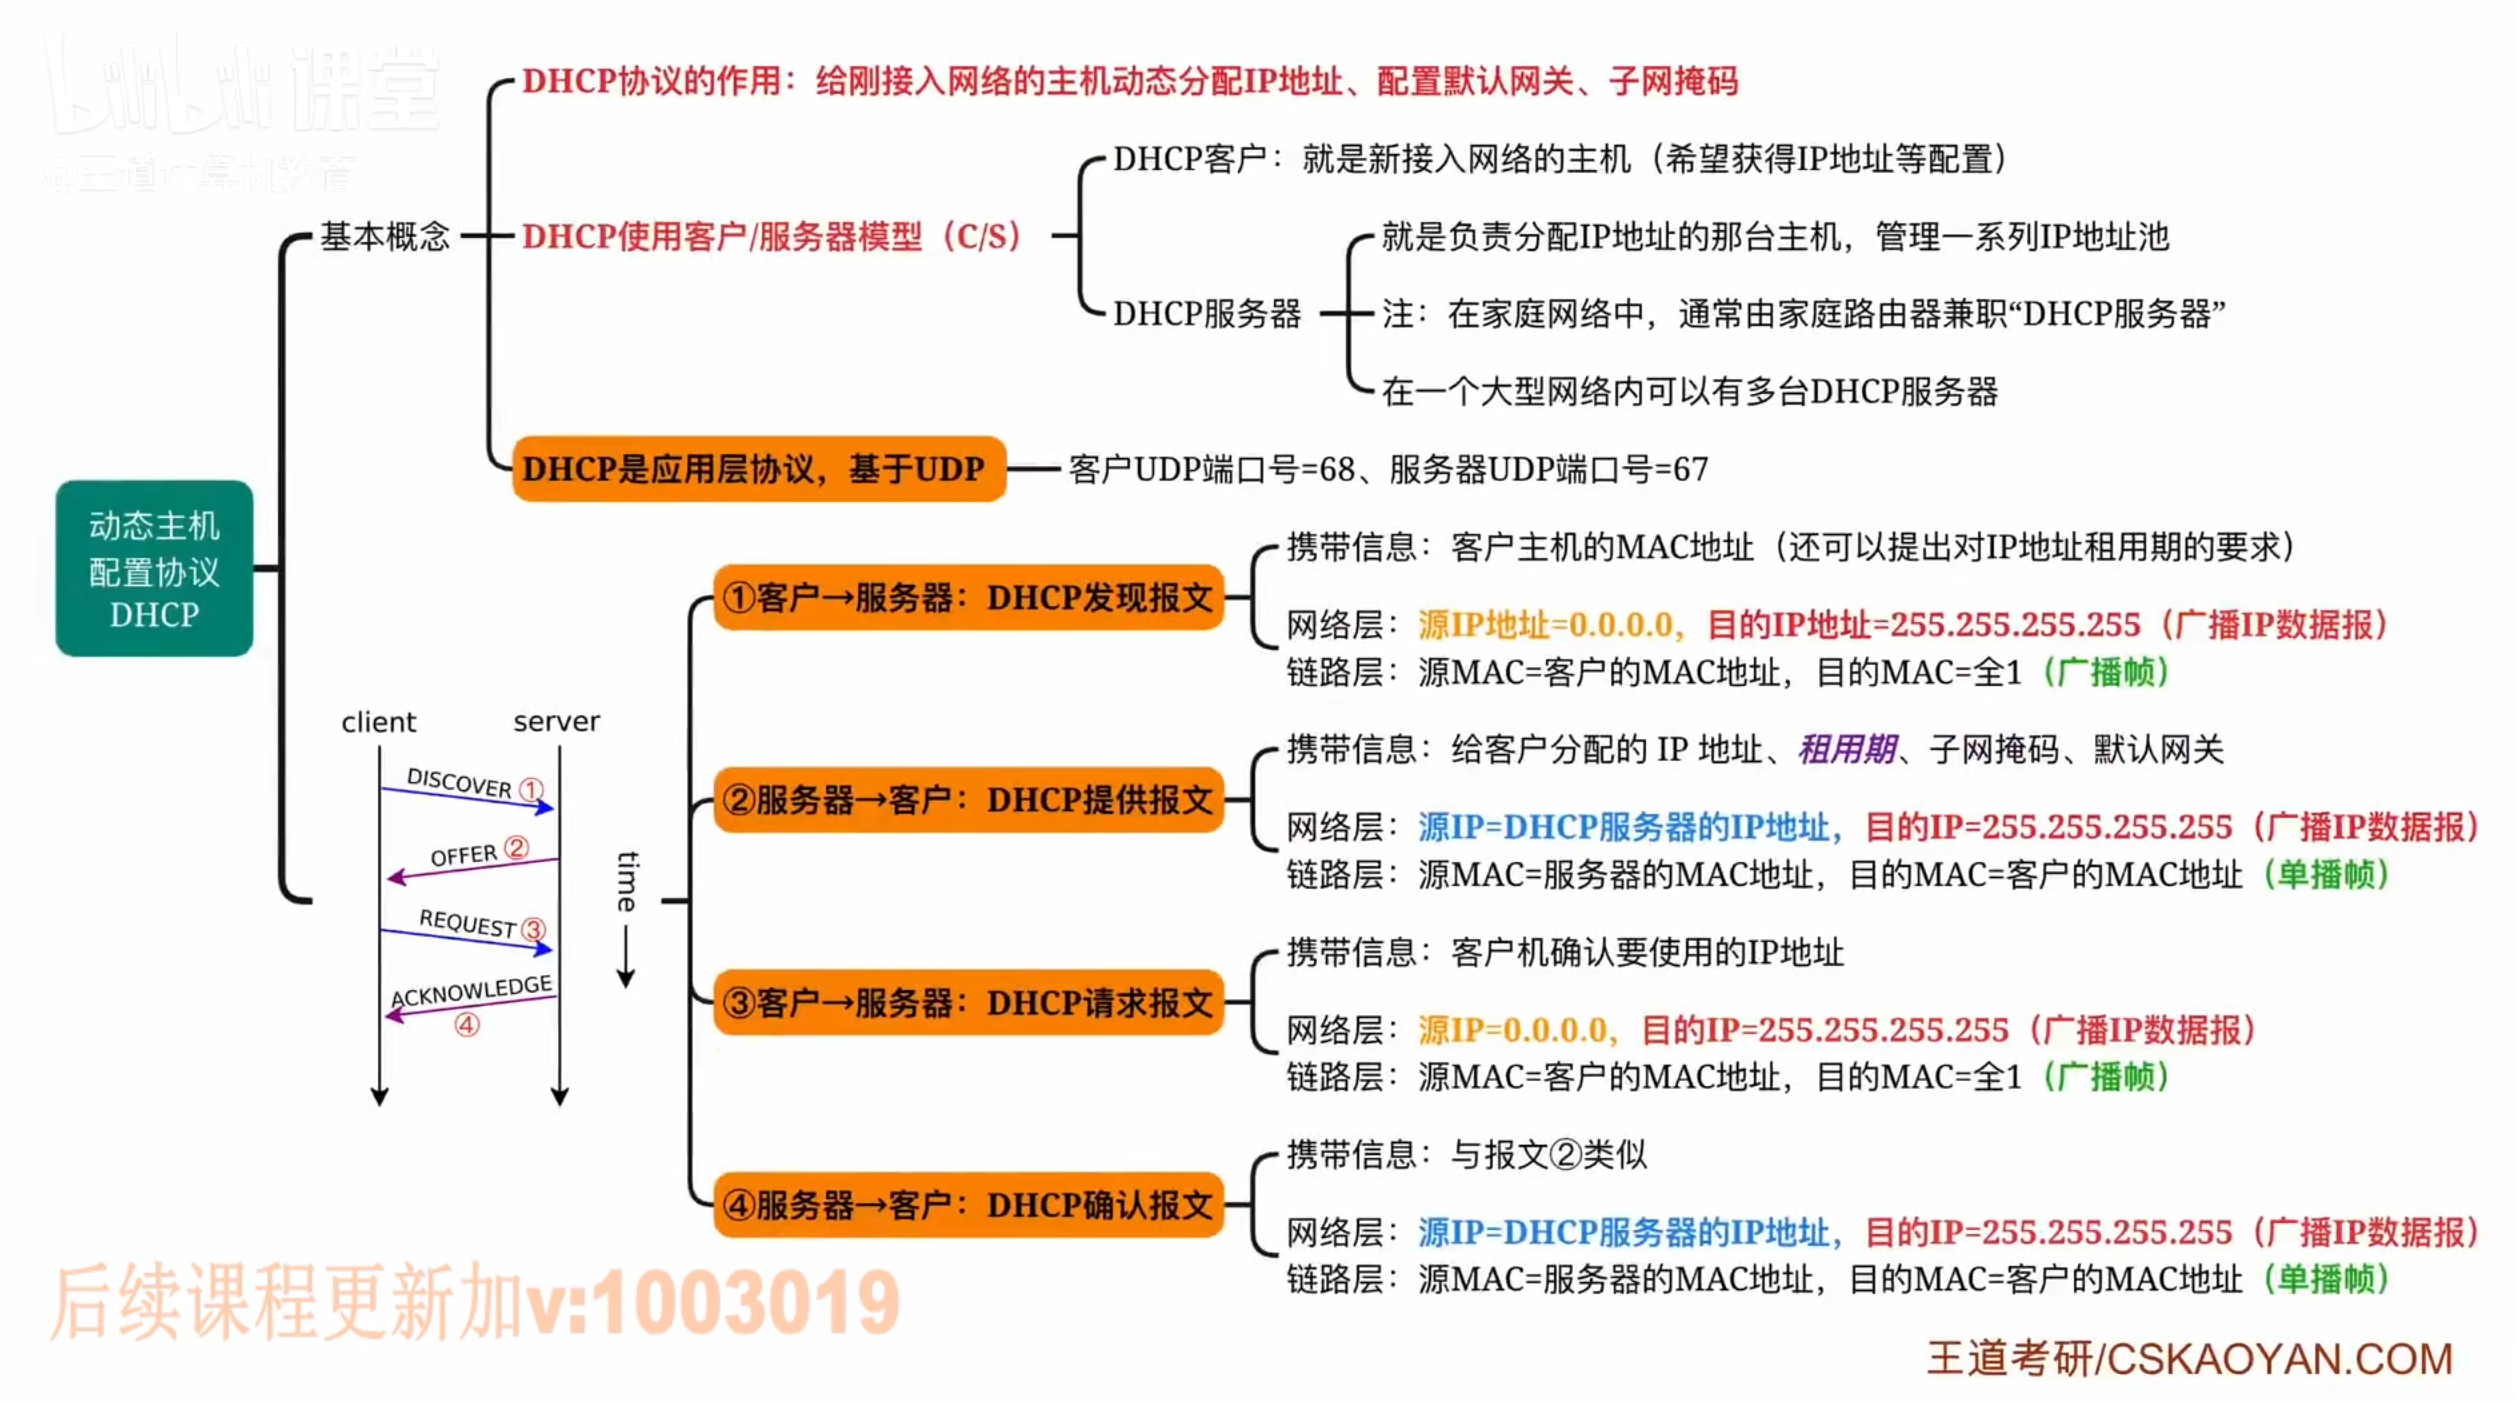 bilibili课堂
@王道计算机教育
DHCP协议的作用：给刚接入网络的主机动态分配IP地址、配置默认网关、子网掩码
DHCP客户：就是新接入网络的主机（希望获得IP地址等配置）
基本概念
DHCP使用客户/服务器模型（C/S）
就是负责分配IP地址的那台主机，管理一系列IP地址池
DHCP服务器
注：在家庭网络中，通常由家庭路由器兼职“DHCP服务器”
在一个大型网络内可以有多台DHCP服务器
DHCP是应用层协议，基于UDP
客户UDP端口号=68、服务器UDP端口号=67
动态主机
配置协议
DHCP
client
server
DISCOVER ①
OFFER ②
REQUEST ③
ACKNOWLEDGE
④
time
①客户→服务器：DHCP发现报文
携带信息：客户主机的MAC地址（还可以提出对IP地址租用期的要求）
网络层：源IP地址=0.0.0.0，目的IP地址=255.255.255.255（广播IP数据报）
链路层：源MAC=客户的MAC地址，目的MAC=全1（广播帧）
②服务器→客户：DHCP提供报文
携带信息：给客户分配的 IP 地址、租用期、子网掩码、默认网关
网络层：源IP=DHCP服务器的IP地址，目的IP=255.255.255.255（广播IP数据报）
链路层：源MAC=服务器的MAC地址，目的MAC=客户的MAC地址（单播帧）
③客户→服务器：DHCP请求报文
携带信息：客户机确认要使用的IP地址
网络层：源IP=0.0.0.0，目的IP=255.255.255.255（广播IP数据报）
链路层：源MAC=客户的MAC地址，目的MAC=全1（广播帧）
④服务器→客户：DHCP确认报文
携带信息：与报文②类似
网络层：源IP=DHCP服务器的IP地址，目的IP=255.255.255.255（广播IP数据报）
链路层：源MAC=服务器的MAC地址，目的MAC=客户的MAC地址（单播帧）
后续课程更新加v:1003019
王道考研/CSKAOYAN.COM